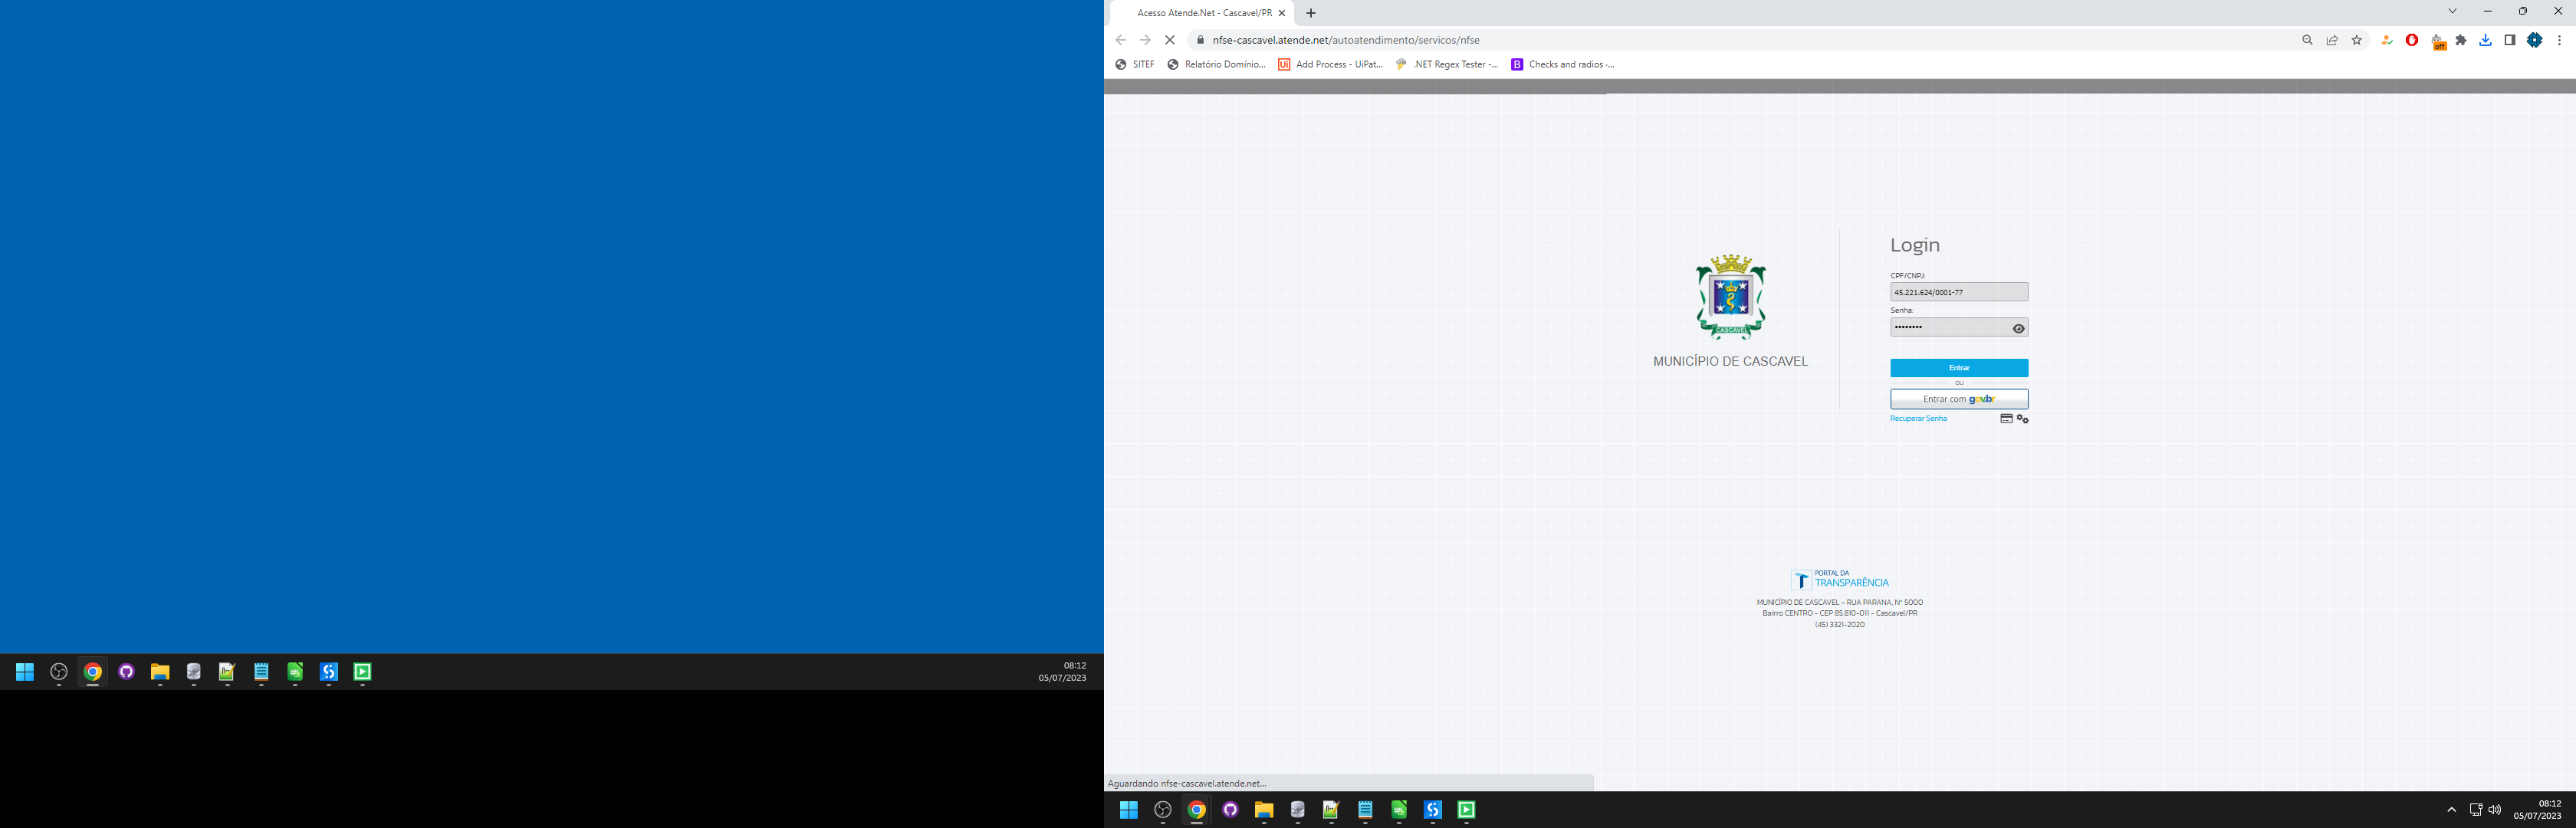 Acesso Atende.Net - Cascavel/PR
nfse-cascavel.atende.net/autoatendimento/servicos/nfse
off
SITEF
Relatório Domínio...
Ui
Add Process - UiPat...
.NET Regex Tester -...
B
Checks and radios ·...
Login
CPF/CNPJ:
45.221.624/0001-77
Senha:
CASCAVEL
MUNICÍPIO DE CASCAVEL
Entrar
ou
Entrar com gov.br
Recuperar Senha
PORTAL DA
TRANSPARÊNCIA
MUNICÍPIO DE CASCAVEL - RUA PARANA, Nº 5000
Bairro CENTRO - CEP 85.810-011 - Cascavel/PR
(45) 3321-2020
08:12
05/07/2023
Aguardando nfse-cascavel.atende.net...
08:12
05/07/2023